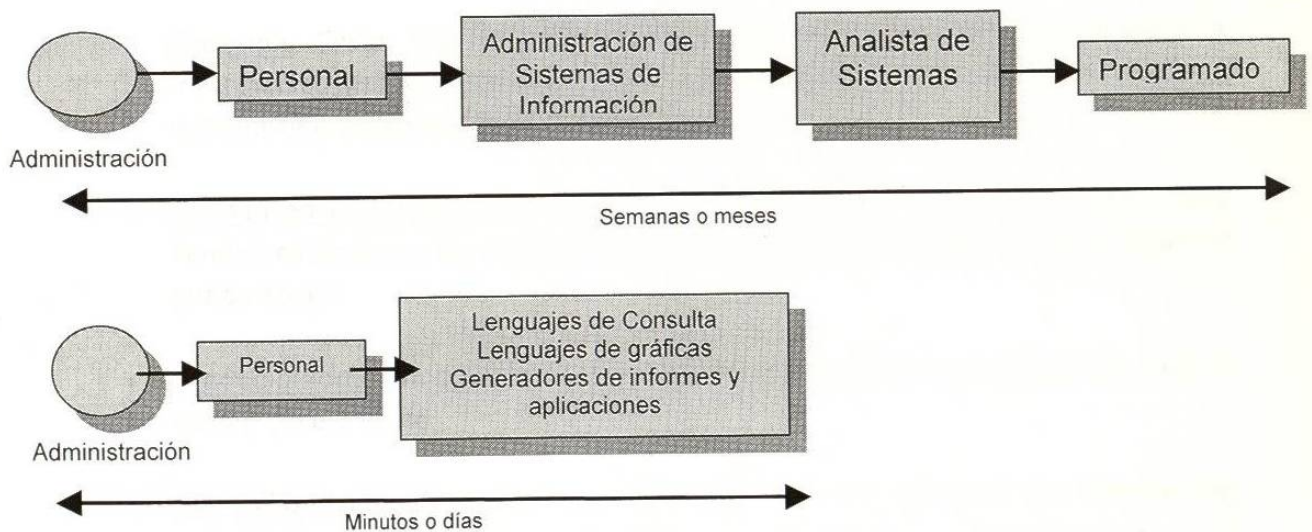 Administración
Personal
Administración de
Sistemas de
Información
Analista de
Sistemas
Programado
Semanas o meses
Administración
Personal
Lenguajes de Consulta
Lenguajes de gráficas
Generadores de informes y
aplicaciones
Minutos o días